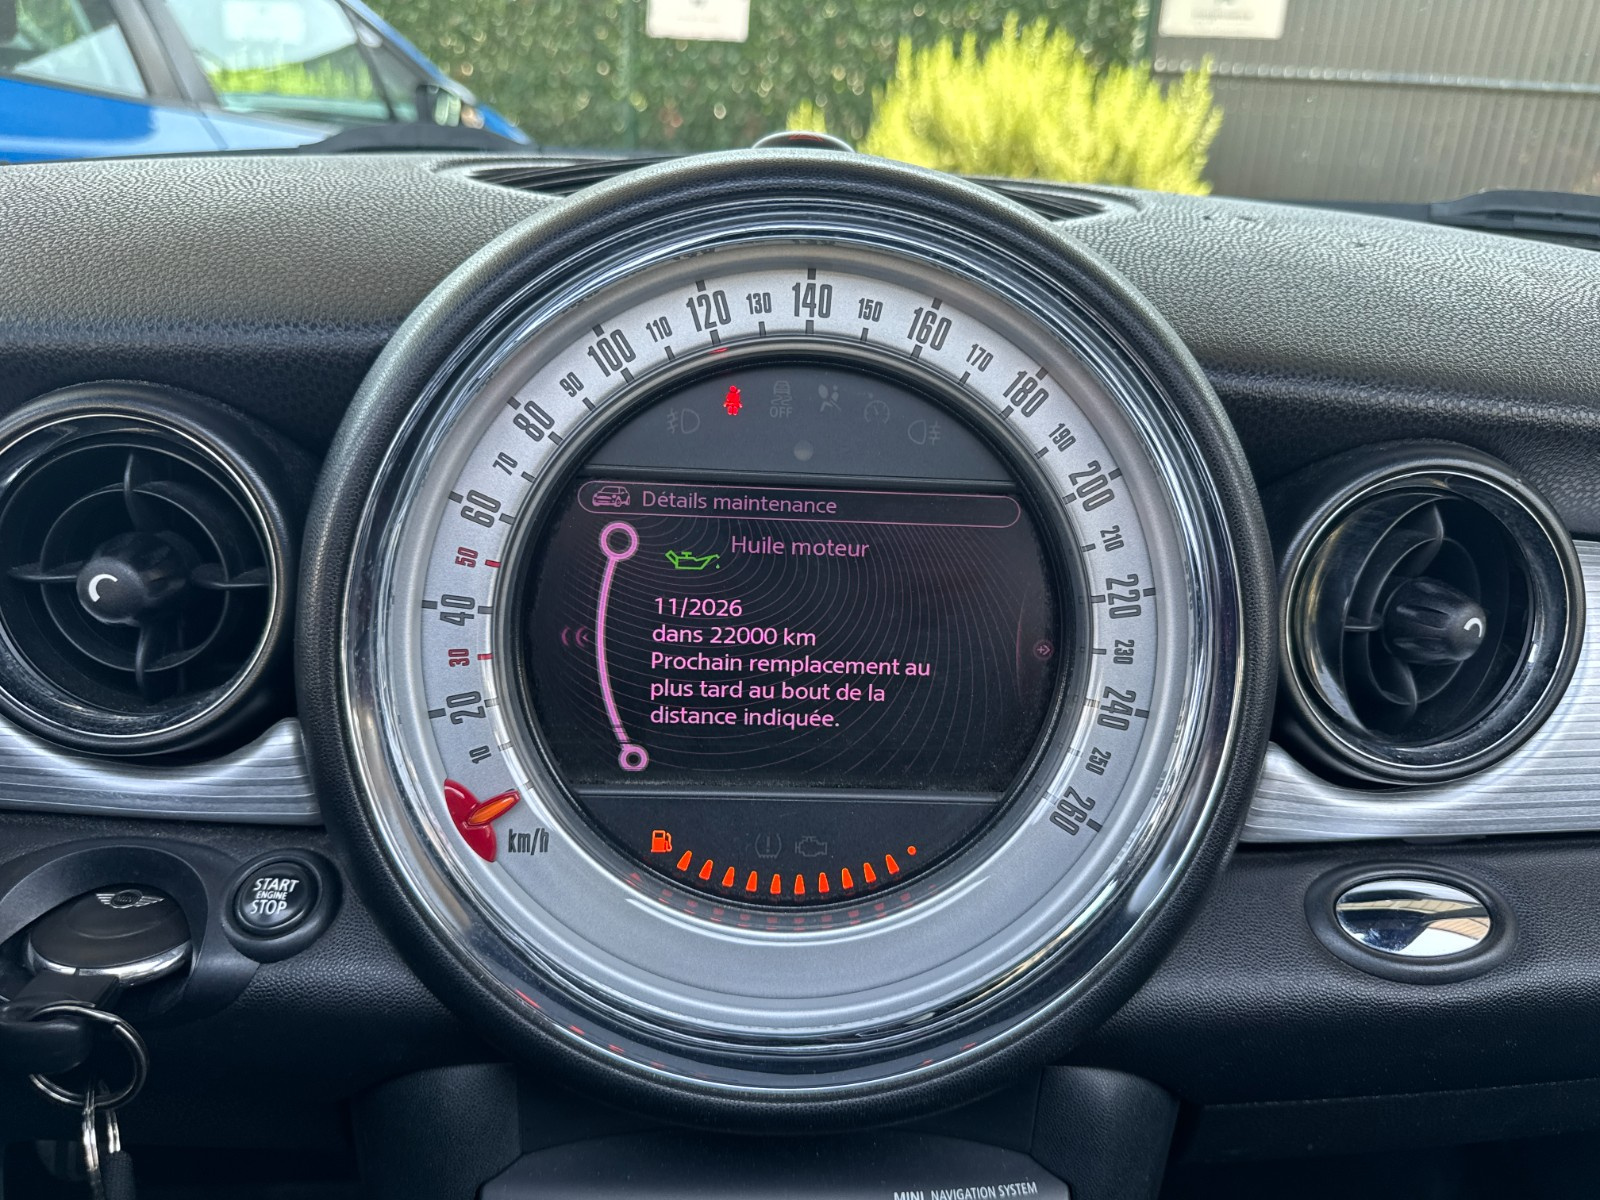 10
20
30
40
50
60
70
80
90
100
110
120
130
140
150
160
170
180
190
200
210
220
230
240
250
260
km/h
OFF
Détails maintenance
Huile moteur
11/2026
dans 22000 km
Prochain remplacement au
plus tard au bout de la
distance indiquée.
START
ENGINE
STOP
MINI NAVIGATION SYSTEM